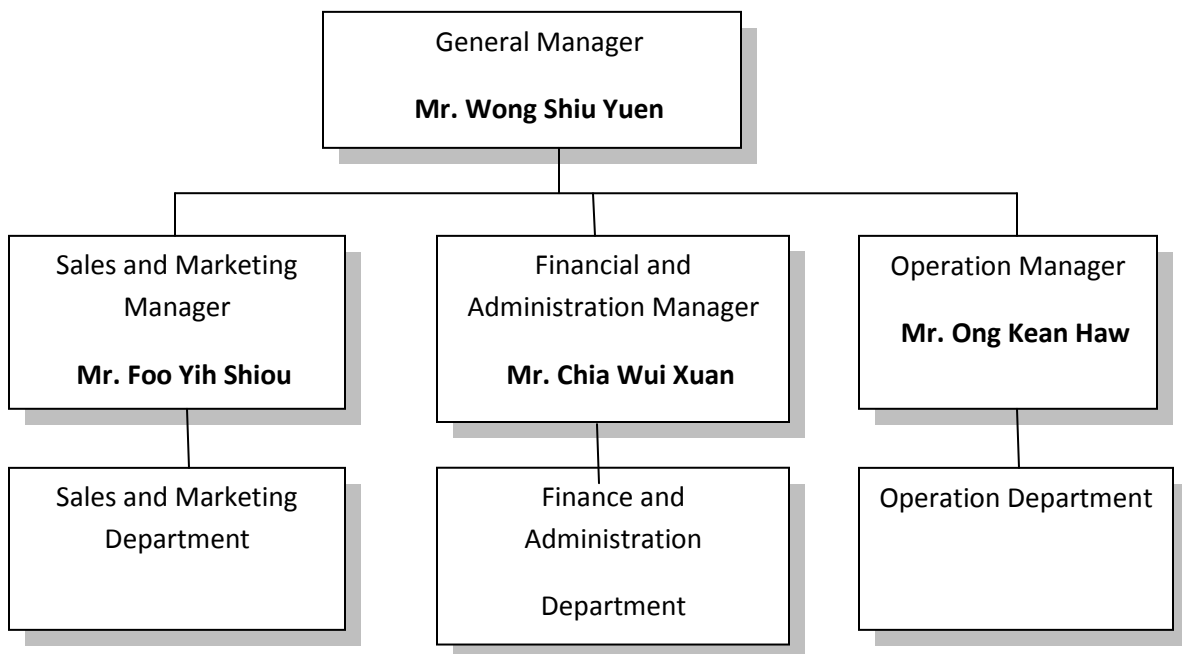 General Manager
Mr. Wong Shiu Yuen
Sales and Marketing
Manager
Mr. Foo Yih Shiou
Financial and
Administration Manager
Mr. Chia Wui Xuan
Operation Manager
Mr. Ong Kean Haw
Sales and Marketing
Department
Finance and
Administration
Department
Operation Department